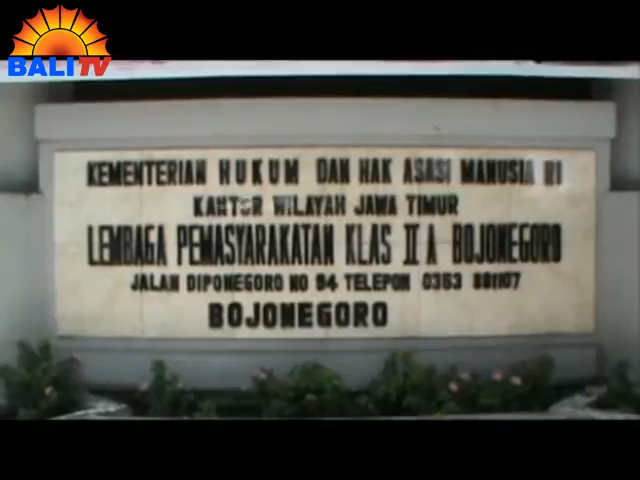 BALI TV
KEMENTERIAN HUKUM DAN HAK ASASI MANUSIA RI
KANTOR WILAYAH JAWA TIMUR
LEMBAGA PEMASYARAKATAN KLAS II A BOJONEGORO
JALAN DIPONEGORO NO 94 TELEPON 0353
BOJONEGORO